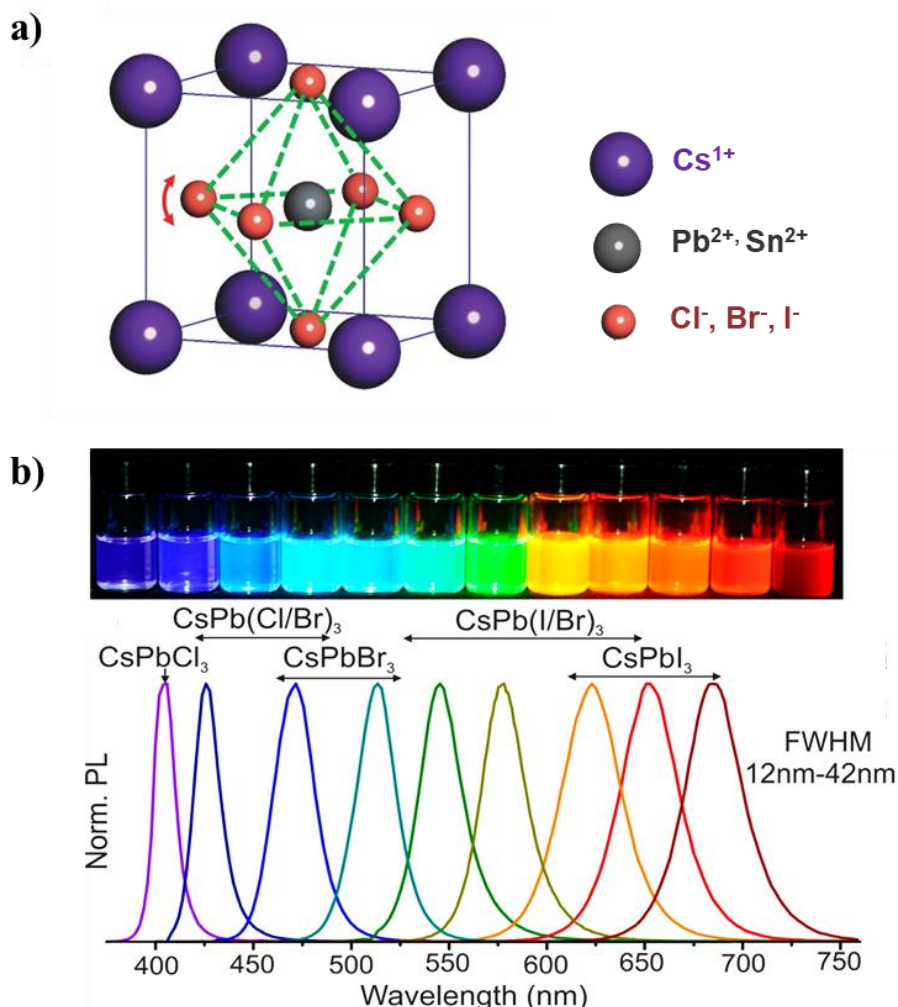 a)
Cs¹⁺
Pb²⁺, Sn²⁺
Cl⁻, Br⁻, I⁻
b)
CsPb(Cl/Br)₃
CsPb(I/Br)₃
CsPbCl₃
CsPbBr₃
CsPbI₃
FWHM
12nm-42nm
Norm. PL
400 450 500 550 600 650 700 750
Wavelength (nm)